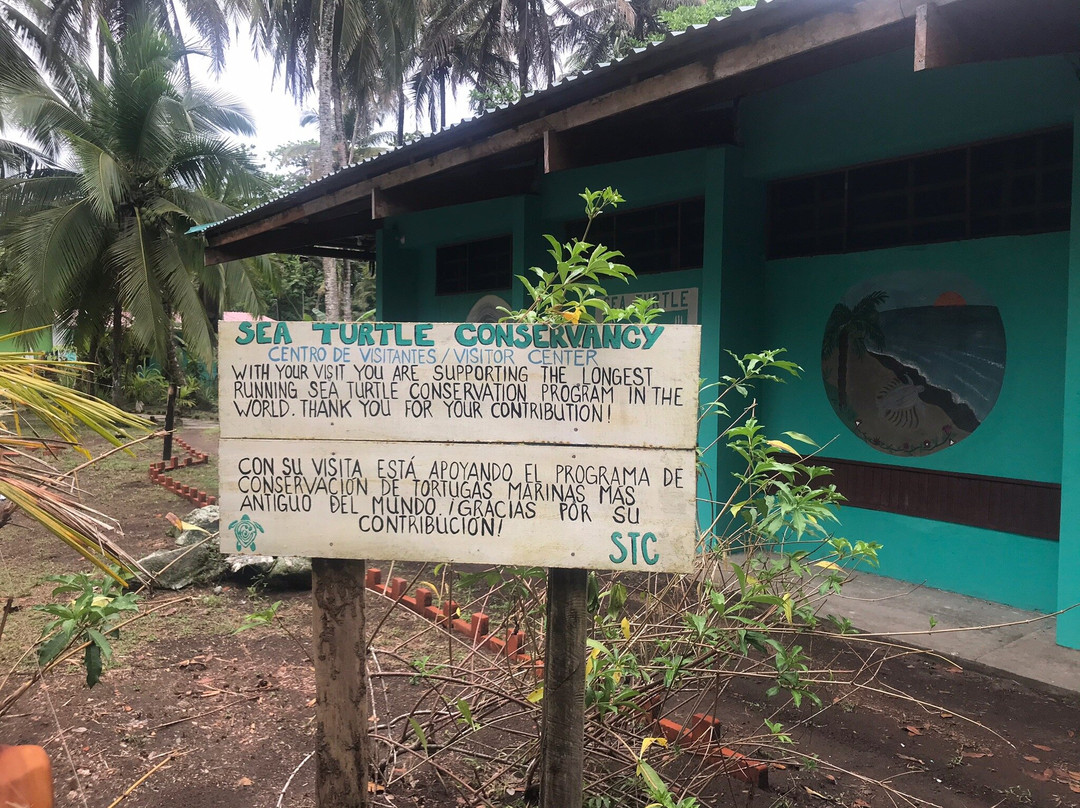 SEA TURTLE CONSERVANCY
CENTRO DE VISITANTES / VISITOR CENTER
WITH YOUR VISIT YOU ARE SUPPORTING THE LONGEST
RUNNING SEA TURTLE CONSERVATION PROGRAM IN THE
WORLD. THANK YOU FOR YOUR CONTRIBUTION!
CON SU VISITA ESTÁ APOYANDO EL PROGRAMA DE
CONSERVACIÓN DE TORTUGAS MARINAS MÁS
ANTIGUO DEL MUNDO. ¡GRACIAS POR SU
CONTRIBUCIÓN!
STC
SEA TURTLE